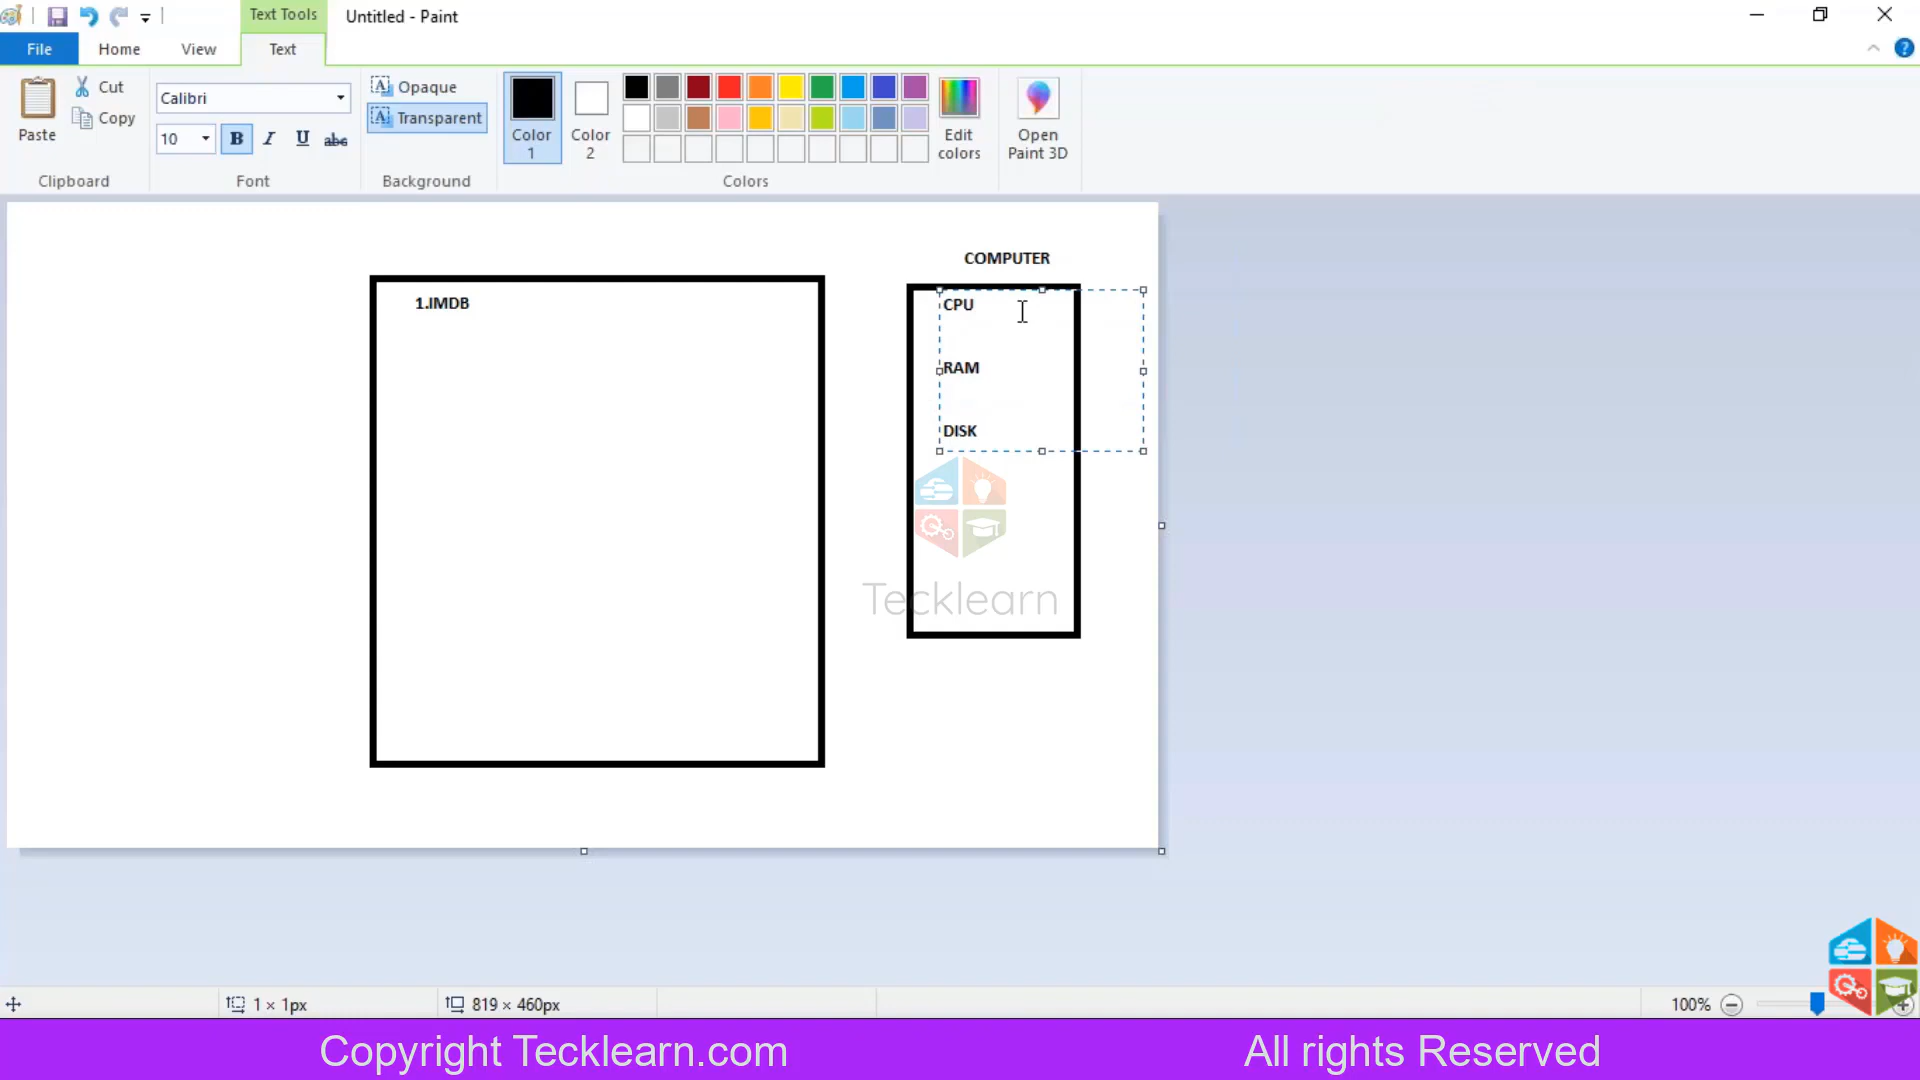 Text Tools
Untitled - Paint
File
Home
View
Text
Paste
Cut
Copy
Clipboard
Calibri
10
B
I
U
abc
Font
Opaque
Transparent
Background
Color
1
Color
2
Colors
Edit
colors
Open
Paint 3D
COMPUTER
1.IMDB
CPU
RAM
DISK
Tecklearn
1 × 1px
819 × 460px
100%
Copyright Tecklearn.com
All rights Reserved